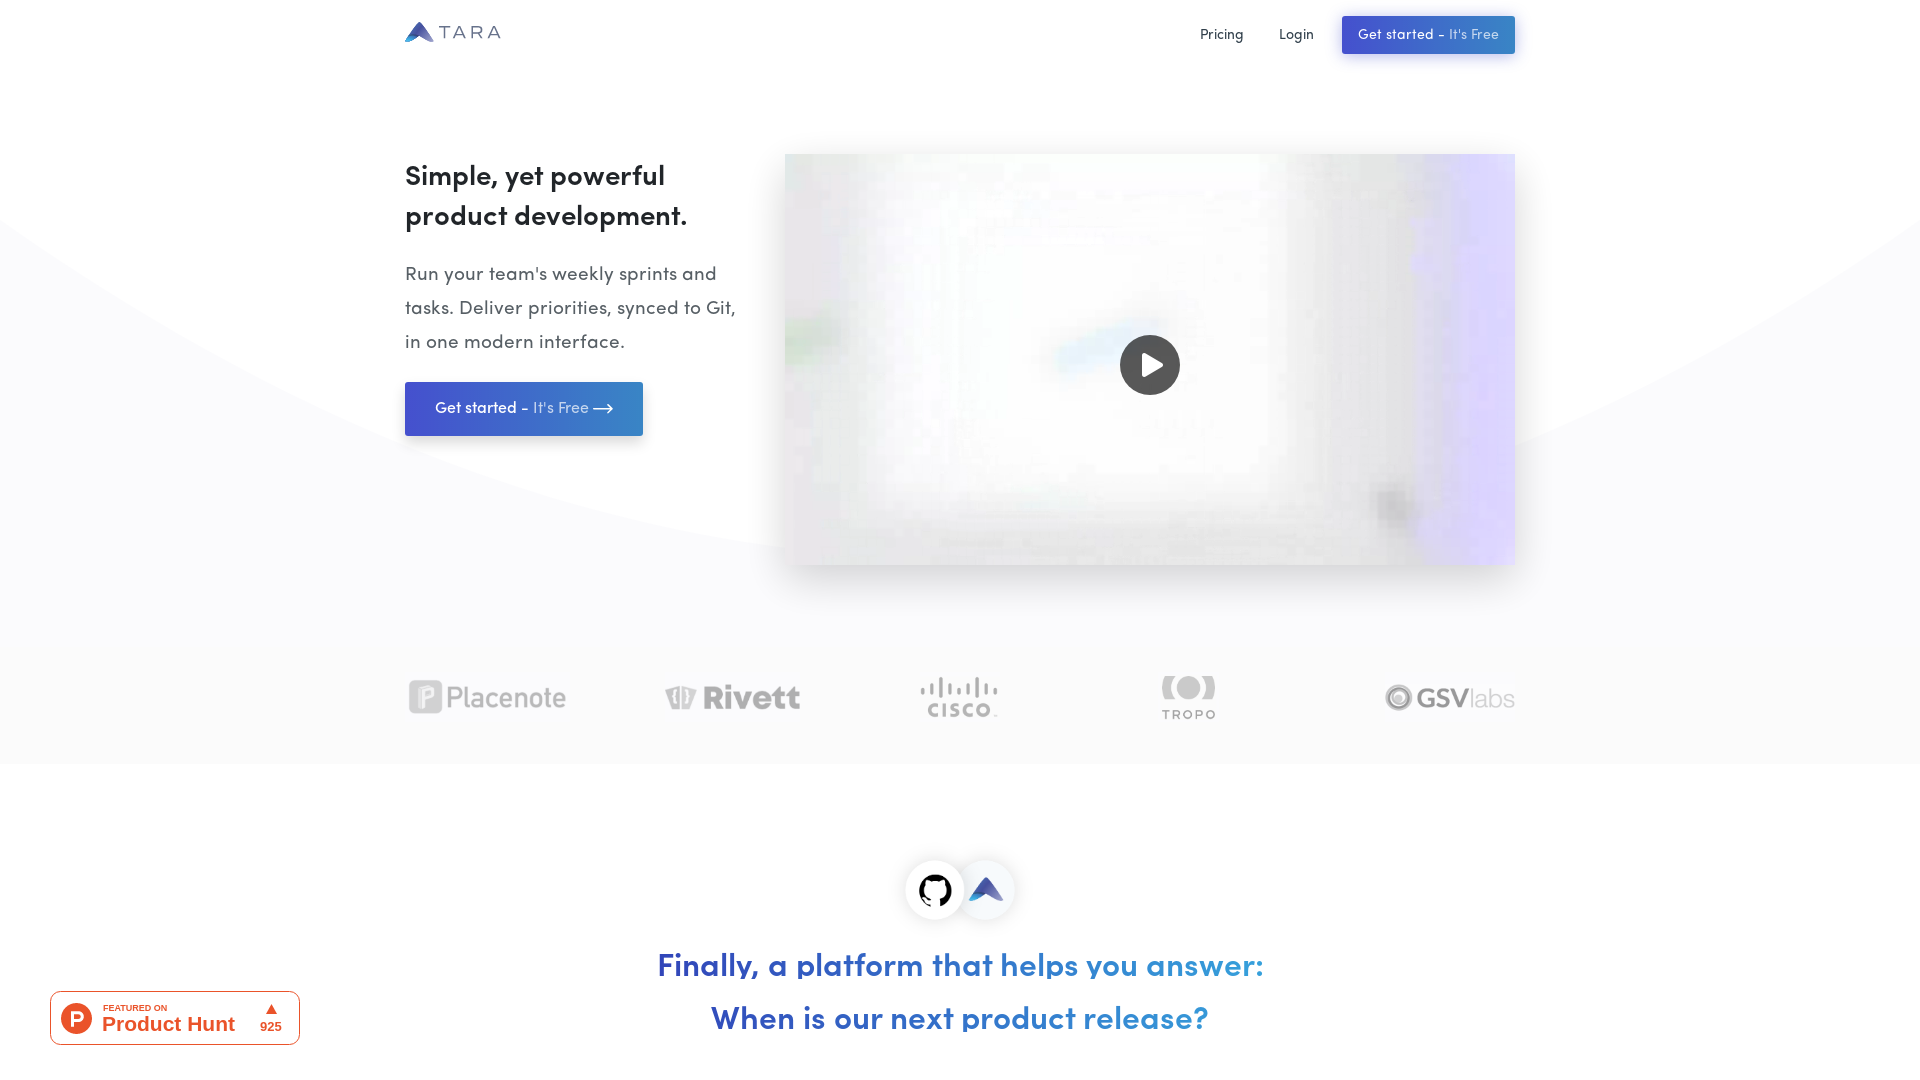 TARA
Pricing
Login
Get started - It's Free
Simple, yet powerful
product development.
Run your team's weekly sprints and
tasks. Deliver priorities, synced to Git,
in one modern interface.
Get started - It's Free
Placenote
Rivett
CISCO
TROPO
GSVlabs
Finally, a platform that helps you answer:
When is our next product release?
P
FEATURED ON
Product Hunt
925